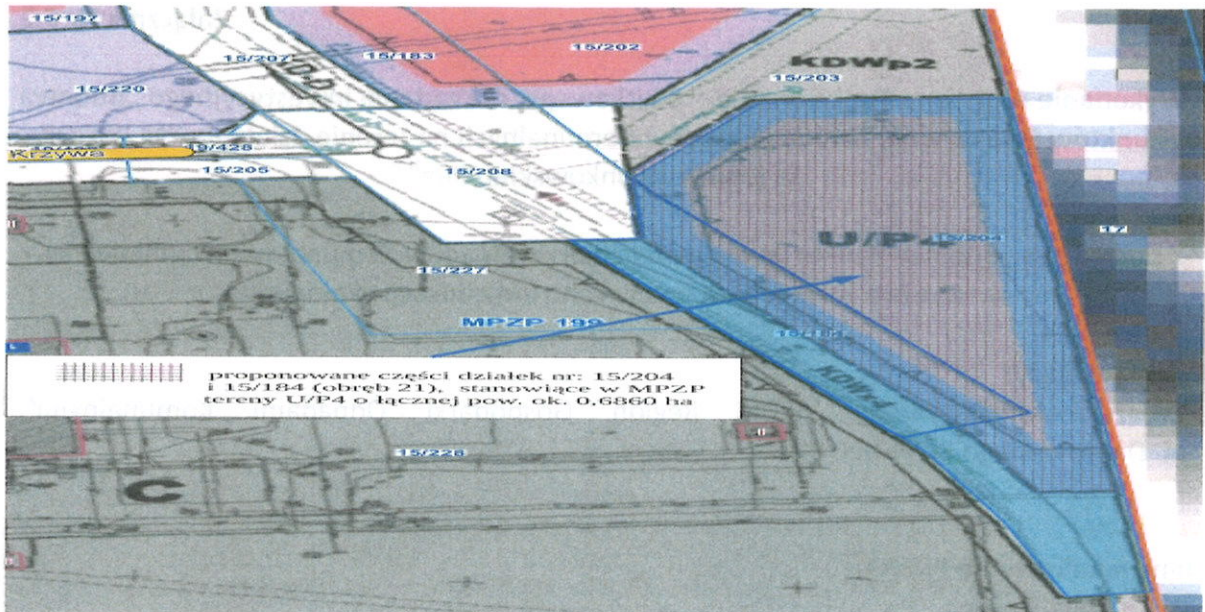 15/197
15/207
15/183
15/202
KDWp2
15/203
15/220
D-D
E
Krzywa
19/428
15/205
15/208
U/P4
15/204
17
15/227
MPZP 199
KDWp4
proponowane części działek nr: 15/204
i 15/184 (obręb 21), stanowiące w MPZP
tereny U/P4 o łącznej pow. ok. 0,6860 ha
15/228
C